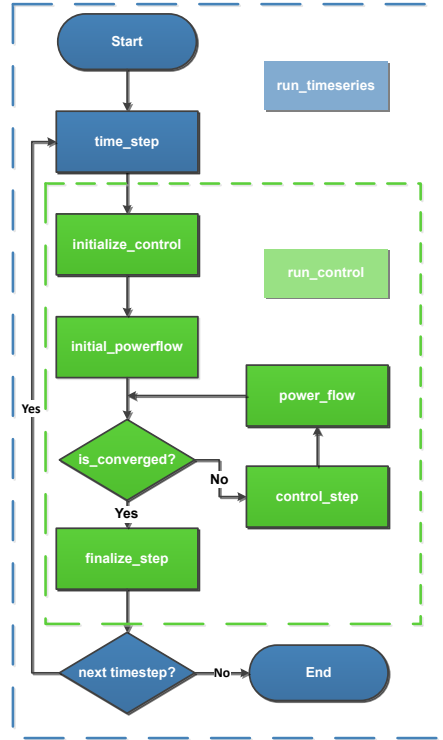 Start
run_timeseries
time_step
initialize_control
run_control
initial_powerflow
power_flow
Yes
is_converged?
No
control_step
Yes
finalize_step
next timestep?
No
End